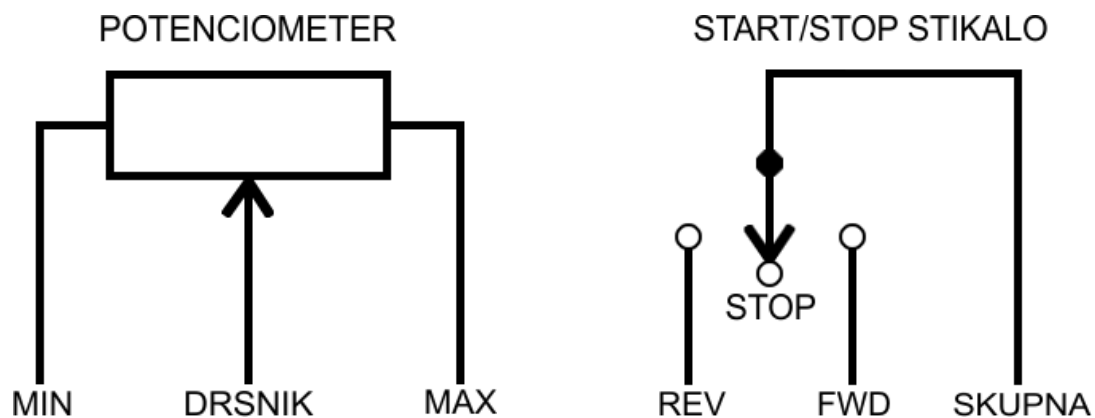 POTENCIOMETER
MIN
DRSNIK
MAX
START/STOP STIKALO
STOP
REV
FWD
SKUPNA